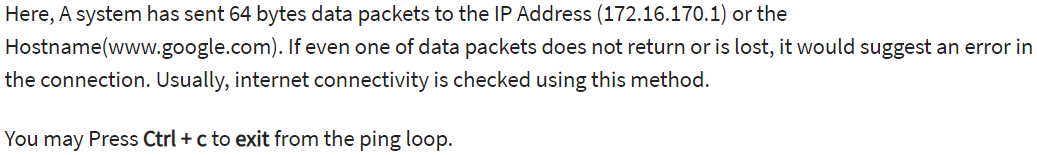 Here, A system has sent 64 bytes data packets to the IP Address (172.16.170.1) or the
Hostname(www.google.com). If even one of data packets does not return or is lost, it would suggest an error in
the connection. Usually, internet connectivity is checked using this method.
You may Press Ctrl + c to exit from the ping loop.